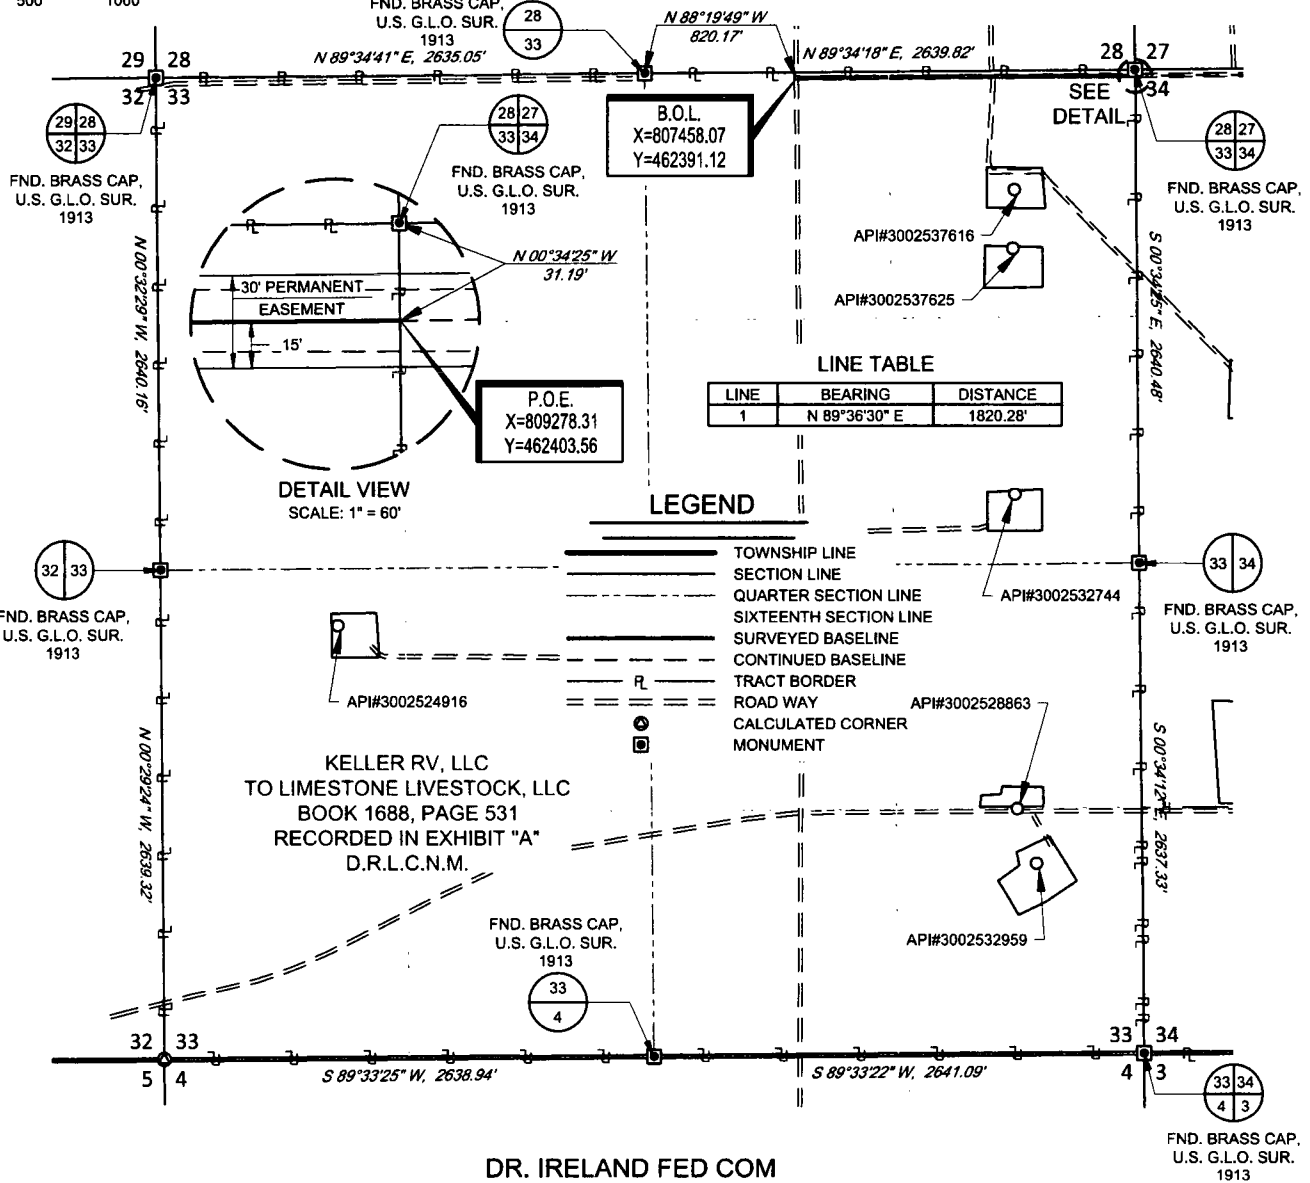 500 1000
FND. BRASS CAP,
U.S. G.L.O. SUR.
1913
28
33
N 88°19'49" W
820.17'
29 28
N 89°34'41" E, 2635.05'
N 89°34'18" E, 2639.82'
28 27
32 33
34
SEE
DETAIL
29 28
32 33
FND. BRASS CAP,
U.S. G.L.O. SUR.
1913
28 27
33 34
FND. BRASS CAP,
U.S. G.L.O. SUR.
1913
B.O.L.
X=807458.07
Y=462391.12
28 27
33 34
FND. BRASS CAP,
U.S. G.L.O. SUR.
1913
API#3002537616
API#3002537625
N 00°34'25" W
31.19'
30' PERMANENT
EASEMENT
15'
N 00°32'29" W, 2640.16'
S 00°34'25" E, 2640.48'
P.O.E.
X=809278.31
Y=462403.56
DETAIL VIEW
SCALE: 1" = 60'
LINE TABLE
LINE BEARING DISTANCE
1 N 89°36'30" E 1820.28'
LEGEND
TOWNSHIP LINE
SECTION LINE
QUARTER SECTION LINE
SIXTEENTH SECTION LINE
SURVEYED BASELINE
CONTINUED BASELINE
TRACT BORDER
ROAD WAY
CALCULATED CORNER
MONUMENT
32 33
FND. BRASS CAP,
U.S. G.L.O. SUR.
1913
33 34
FND. BRASS CAP,
U.S. G.L.O. SUR.
1913
API#3002532744
API#3002524916
API#3002528863
API#3002532959
KELLER RV, LLC
TO LIMESTONE LIVESTOCK, LLC
BOOK 1688, PAGE 531
RECORDED IN EXHIBIT "A"
D.R.L.C.N.M.
N 00°29'24" W, 2639.32'
S 00°34'12" E, 2637.33'
FND. BRASS CAP,
U.S. G.L.O. SUR.
1913
33
4
32 33
5 4
S 89°33'25" W, 2638.94'
S 89°33'22" W, 2641.09'
33 34
4 3
33 34
4 3
FND. BRASS CAP,
U.S. G.L.O. SUR.
1913
DR. IRELAND FED COM